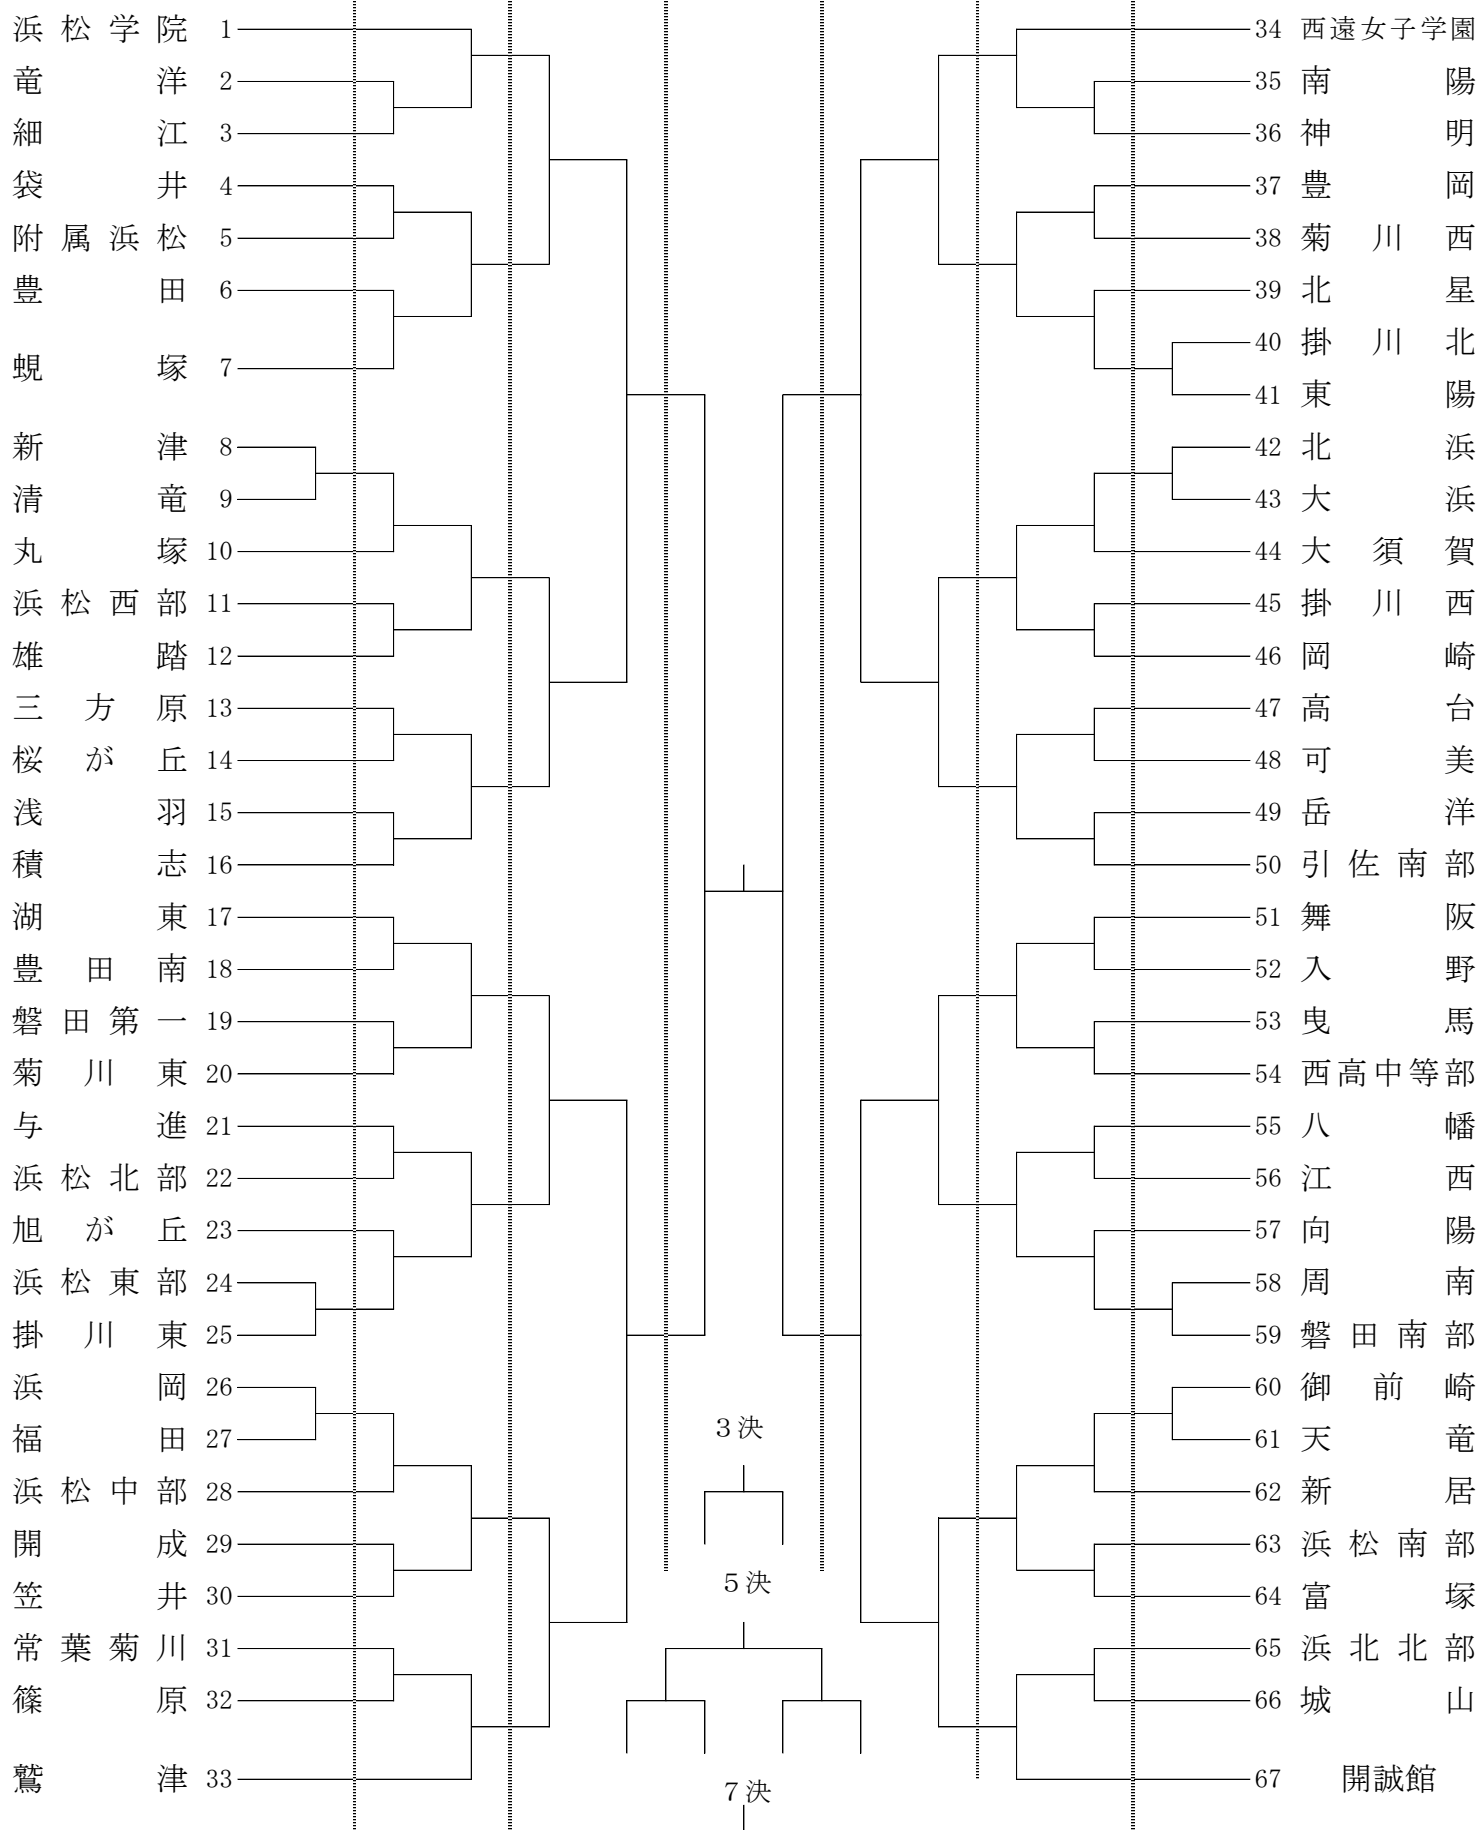 浜松学院 1
竜洋 2
細江 3
袋井 4
附属浜松 5
豊田 6
蜆塚 7
新津 8
清竜 9
丸塚 10
浜松西部 11
雄踏 12
三方原 13
桜が丘 14
浅羽 15
積志 16
湖東 17
豊田南 18
磐田第一 19
菊川東 20
与進 21
浜松北部 22
旭が丘 23
浜松東部 24
掛川東 25
浜岡 26
福田 27
浜松中部 28
開成 29
笠井 30
常葉菊川 31
篠原 32
鷲津 33
3決
5決
7決
34 西遠女子学園
35 南陽
36 神明
37 豊岡
38 菊川西
39 北星
40 掛川北
41 東陽
42 北浜
43 大浜
44 大須賀
45 掛川西
46 岡崎
47 高台
48 可美
49 岳洋
50 引佐南部
51 舞阪
52 入野
53 曳馬
54 西高中等部
55 八幡
56 江西
57 向陽
58 周南
59 磐田南部
60 御前崎
61 天竜
62 新居
63 浜松南部
64 富塚
65 浜北北部
66 城山
67 開誠館